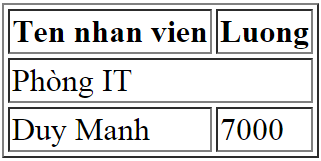 Ten nhan vien Luong
Phòng IT
Duy Manh 7000